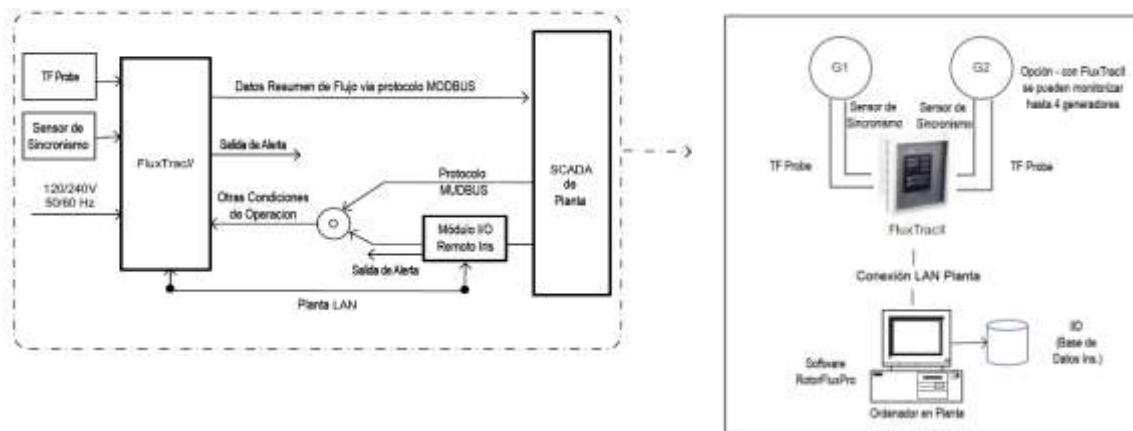 TF Probe
Sensor de
Sincronismo
120/240V
50/60 Hz
FluxTracII
Datos Resumen de Flujo via protocolo MODBUS
Salida de Alerta
Otras Condiciones
de Operacion
O
Protocolo
MUDBUS
Módulo I/O
Remoto Iris
Salida de Alerta
Planta LAN
SCADA
de
Planta
G1
G2
Opción - con FluxTracII
se pueden monitorizar
hasta 4 generadores
Sensor de
Sincronismo
Sensor de
Sincronismo
TF Probe
TF Probe
FluxTracII
Conexión LAN Planta
Software
RotorFluxPro
Ordenador en Planta
IID
(Base de
Datos Ins.)